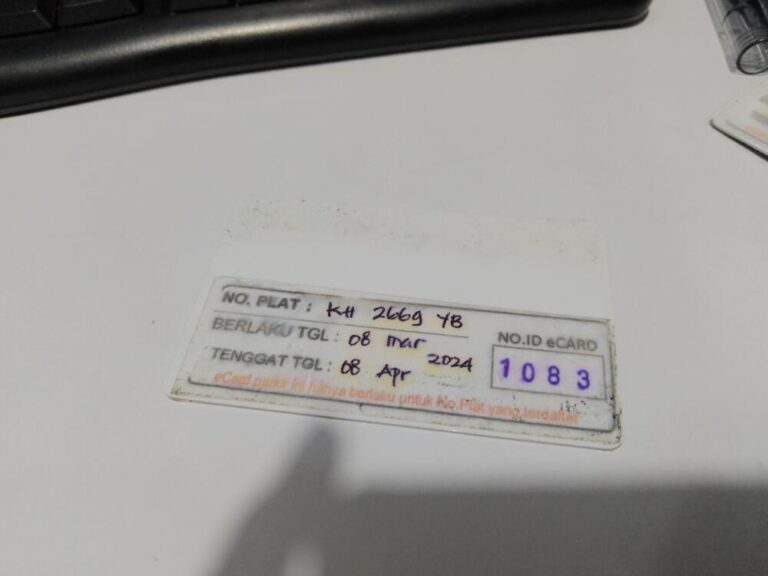 NO. PLAT : KH 2669 YB
BERLAKU TGL : 08 mar
2024
TENGGAT TGL : 08 Apr
NO.ID eCARD
1083
eCard parkir ini hanya berlaku untuk No.Plat yang terdaftar